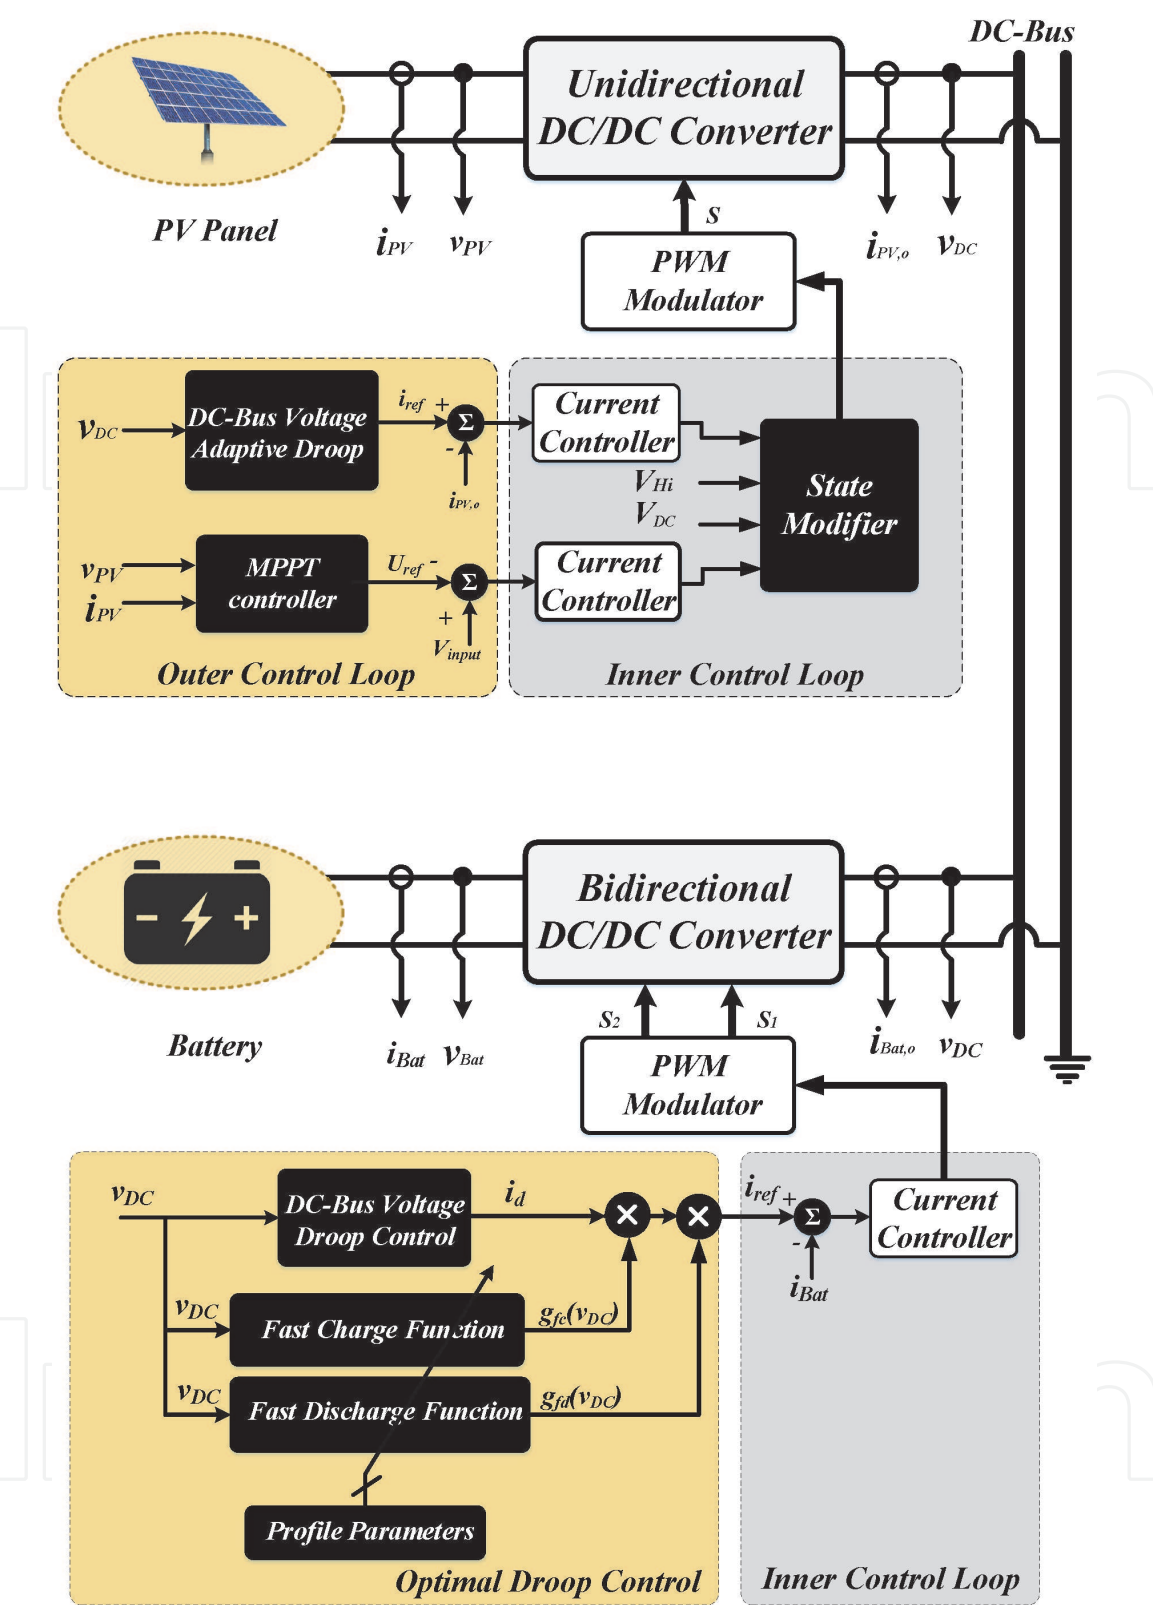 DC-Bus
Unidirectional
DC/DC Converter
PV Panel
iPV
vPV
S
iPV,o
vDC
PWM
Modulator
vDC
DC-Bus Voltage
Adaptive Droop
iref
+
Σ
-
iPV,o
Current
Controller
VHi
VDC
State
Modifier
vPV
iPV
MPPT
controller
Uref
-
Σ
+
Vinput
Current
Controller
Outer Control Loop
Inner Control Loop
- +
Bidirectional
DC/DC Converter
Battery
iBat
vBat
S2
S1
iBat,o
vDC
PWM
Modulator
vDC
DC-Bus Voltage
Droop Control
id
×
×
iref
+
Σ
-
iBat
Current
Controller
vDC
Fast Charge Function
gfc(vDC)
vDC
Fast Discharge Function
gfd(vDC)
Profile Parameters
Optimal Droop Control
Inner Control Loop